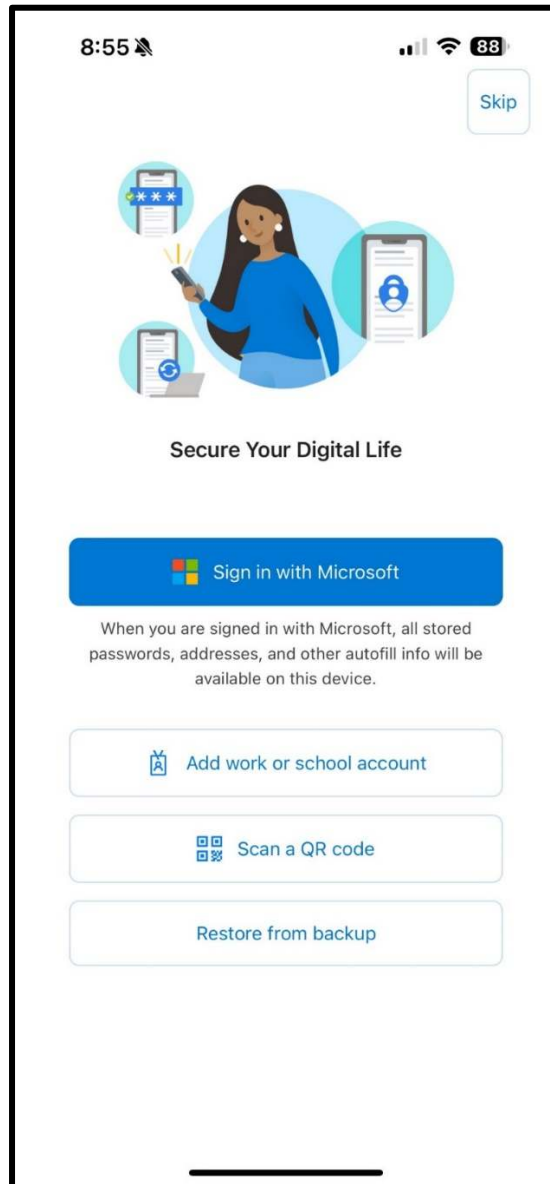 8:55
88
Skip
***
Secure Your Digital Life
Sign in with Microsoft
When you are signed in with Microsoft, all stored
passwords, addresses, and other autofill info will be
available on this device.
Add work or school account
Scan a QR code
Restore from backup